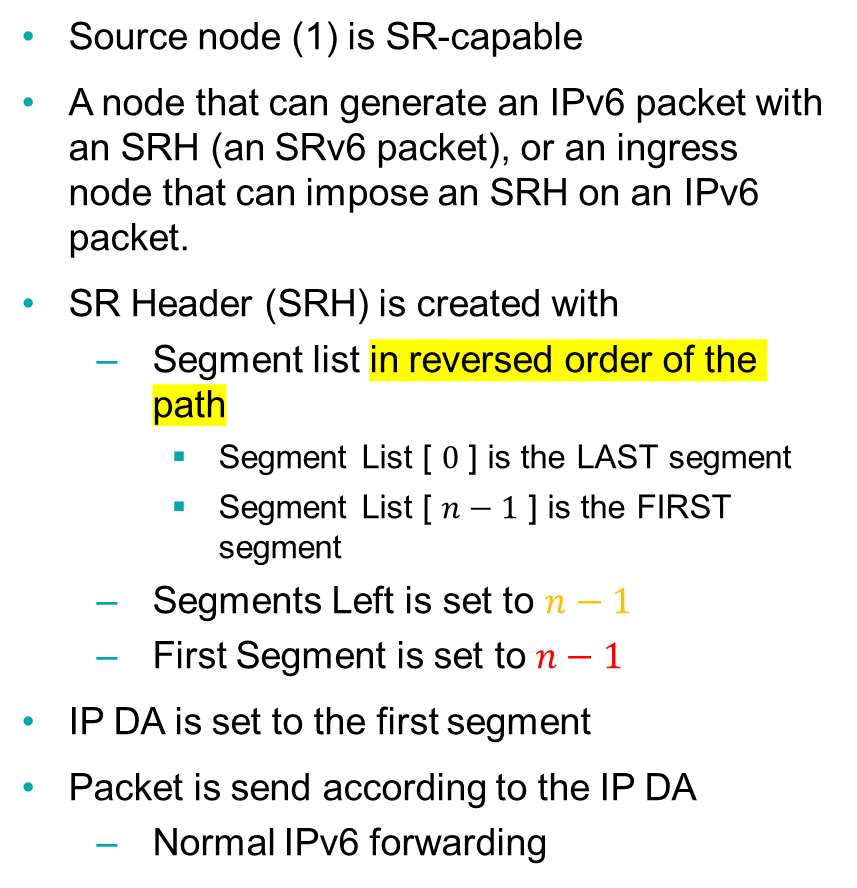 • Source node (1) is SR-capable
• A node that can generate an IPv6 packet with
an SRH (an SRv6 packet), or an ingress
node that can impose an SRH on an IPv6
packet.
• SR Header (SRH) is created with
– Segment list in reversed order of the
path
▪ Segment List [ 0 ] is the LAST segment
▪ Segment List [ n − 1 ] is the FIRST
segment
– Segments Left is set to n − 1
– First Segment is set to n − 1
• IP DA is set to the first segment
• Packet is send according to the IP DA
– Normal IPv6 forwarding